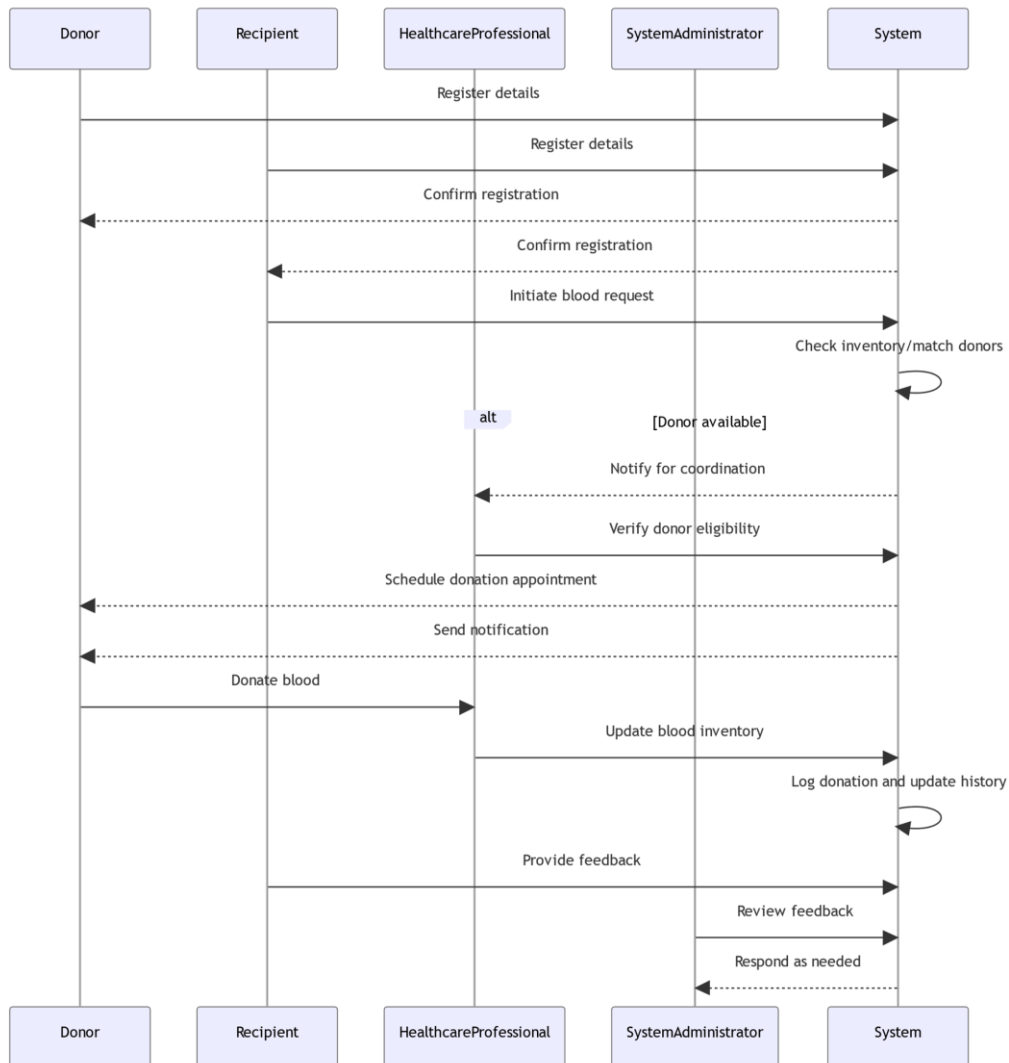 Donor
Recipient
HealthcareProfessional
SystemAdministrator
System
Register details
Register details
Confirm registration
Confirm registration
Initiate blood request
Check inventory/match donors
alt
[Donor available]
Notify for coordination
Verify donor eligibility
Schedule donation appointment
Send notification
Donate blood
Update blood inventory
Log donation and update history
Provide feedback
Review feedback
Respond as needed
Donor
Recipient
HealthcareProfessional
SystemAdministrator
System